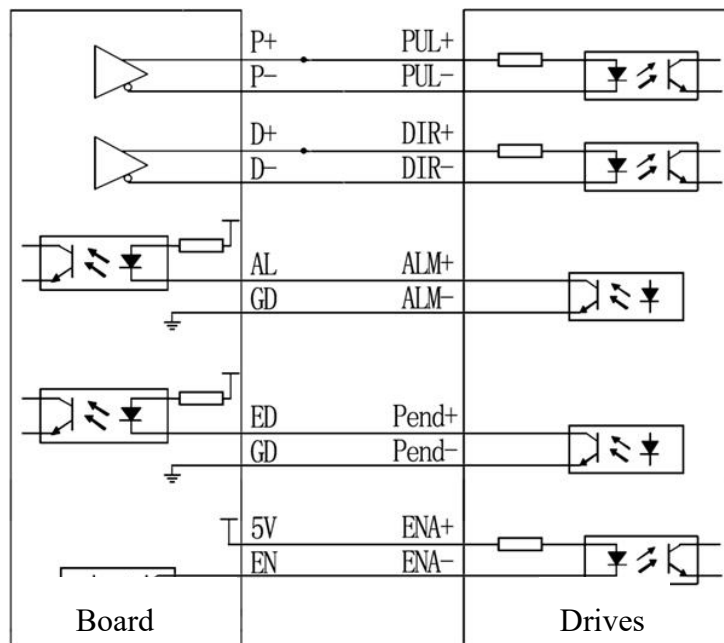 P+ PUL+
P- PUL-
D+ DIR+
D- DIR-
AL ALM+
GD ALM-
ED Pend+
GD Pend-
5V ENA+
EN ENA-
Board Drives